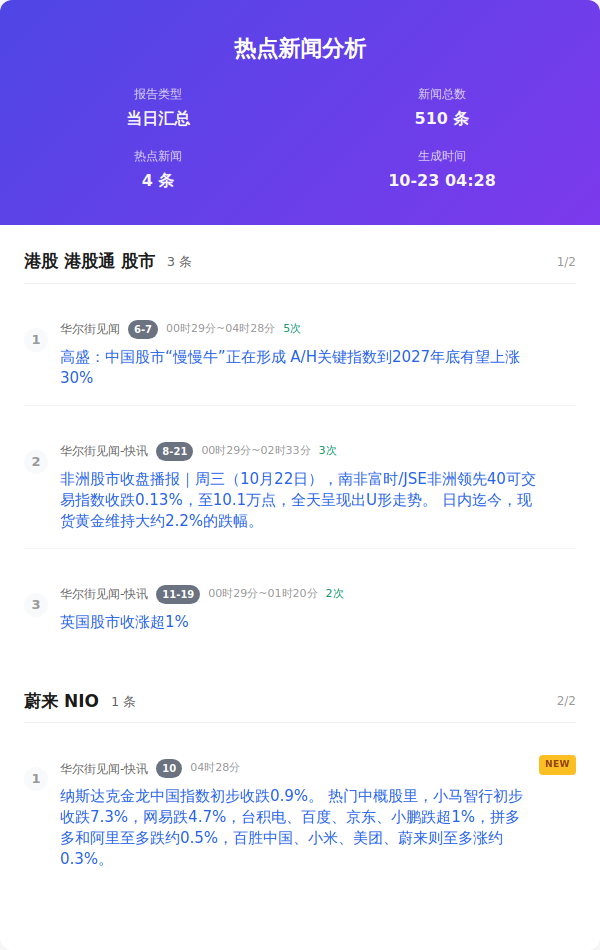 热点新闻分析
报告类型
当日汇总
新闻总数
510 条
热点新闻
4 条
生成时间
10-23 04:28
港股 港股通 股市 3 条 1/2
1
华尔街见闻 6-7 00时29分~04时28分 5次
高盛：中国股市“慢慢牛”正在形成 A/H关键指数到2027年底有望上涨
30%
2
华尔街见闻-快讯 8-21 00时29分~02时33分 3次
非洲股市收盘播报｜周三（10月22日），南非富时/JSE非洲领先40可交
易指数收跌0.13%，至10.1万点，全天呈现出U形走势。 日内迄今，现
货黄金维持大约2.2%的跌幅。
3
华尔街见闻-快讯 11-19 00时29分~01时20分 2次
英国股市收涨超1%
蔚来 NIO 1 条 2/2
1
华尔街见闻-快讯 10 04时28分 NEW
纳斯达克金龙中国指数初步收跌0.9%。 热门中概股里，小马智行初步
收跌7.3%，网易跌4.7%，台积电、百度、京东、小鹏跌超1%，拼多
多和阿里至多跌约0.5%，百胜中国、小米、美团、蔚来则至多涨约
0.3%。